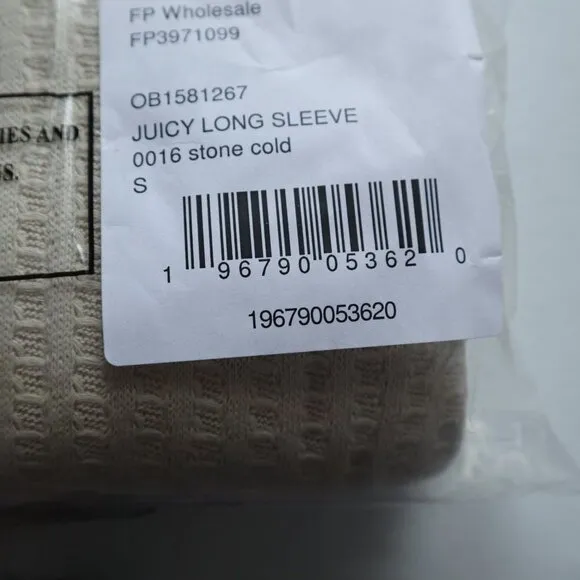 FP Wholesale
FP3971099
OB1581267
JUICY LONG SLEEVE
0016 stone cold
S
IES AND
S.
1 96790 05362 0
196790053620